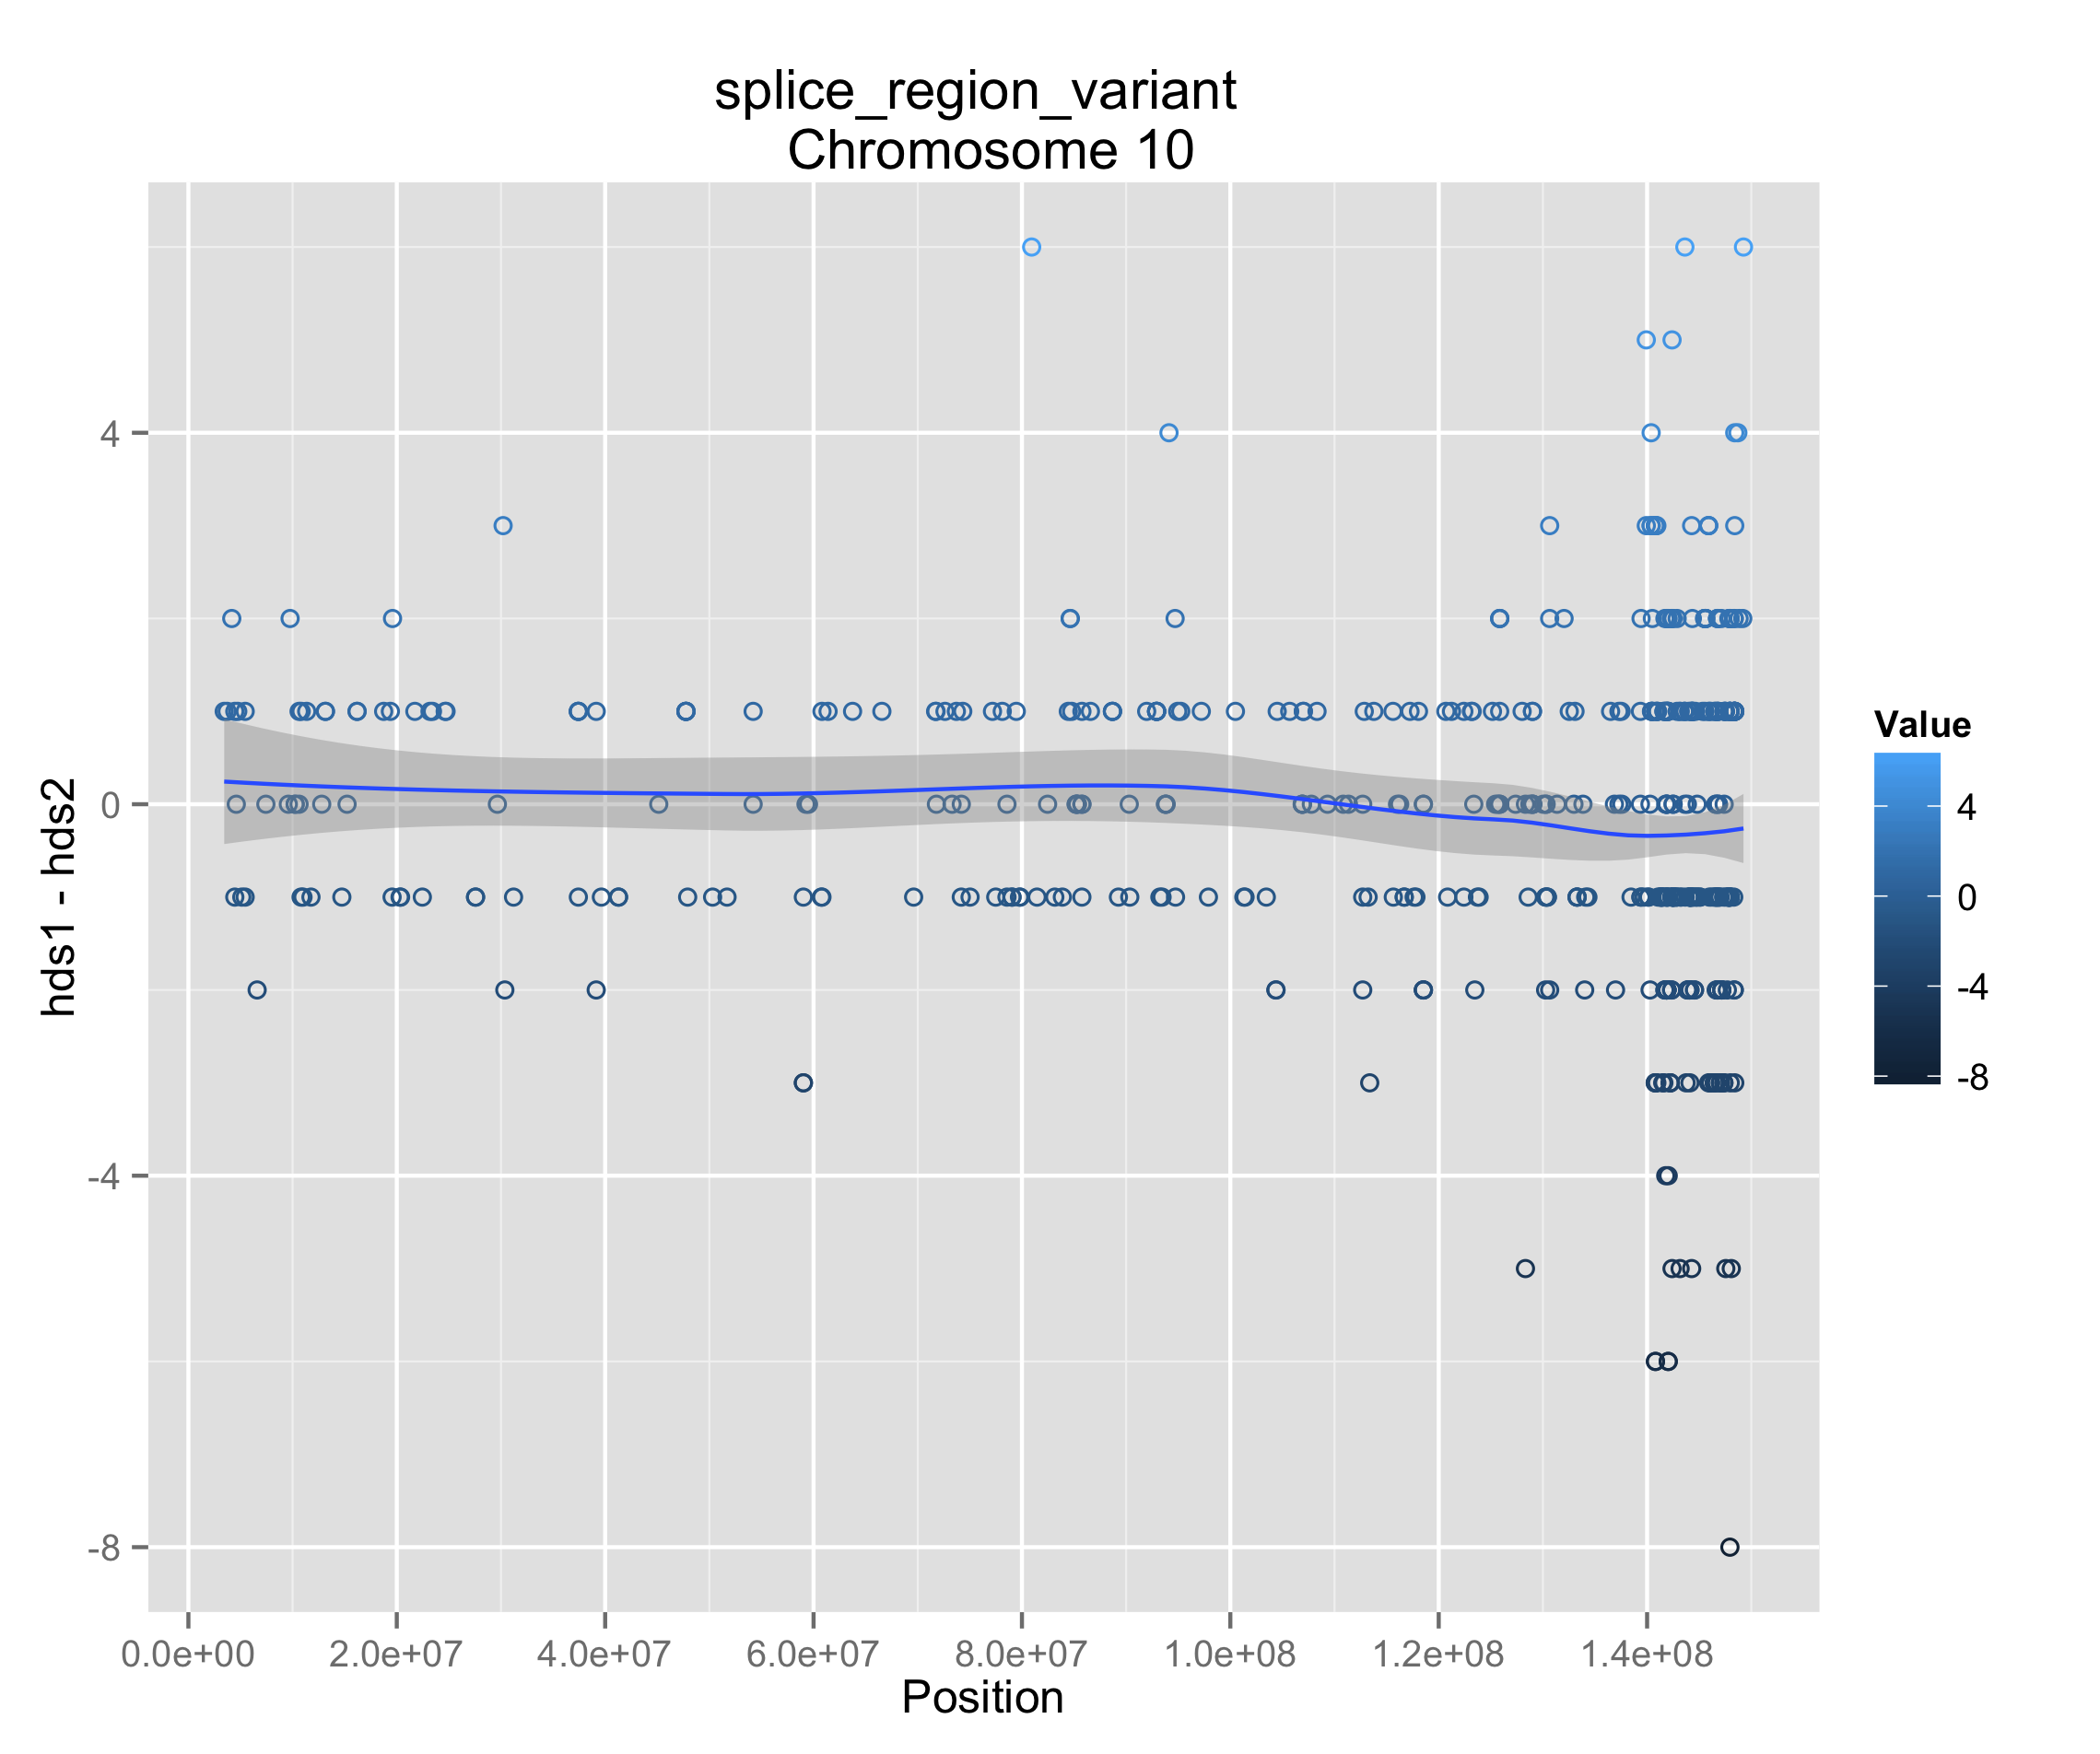 splice_region_variant
Chromosome 10
hds1 - hds2
4
0
-4
-8
0.0e+00 2.0e+07 4.0e+07 6.0e+07 8.0e+07 1.0e+08 1.2e+08 1.4e+08
Position
Value
4
0
-4
-8